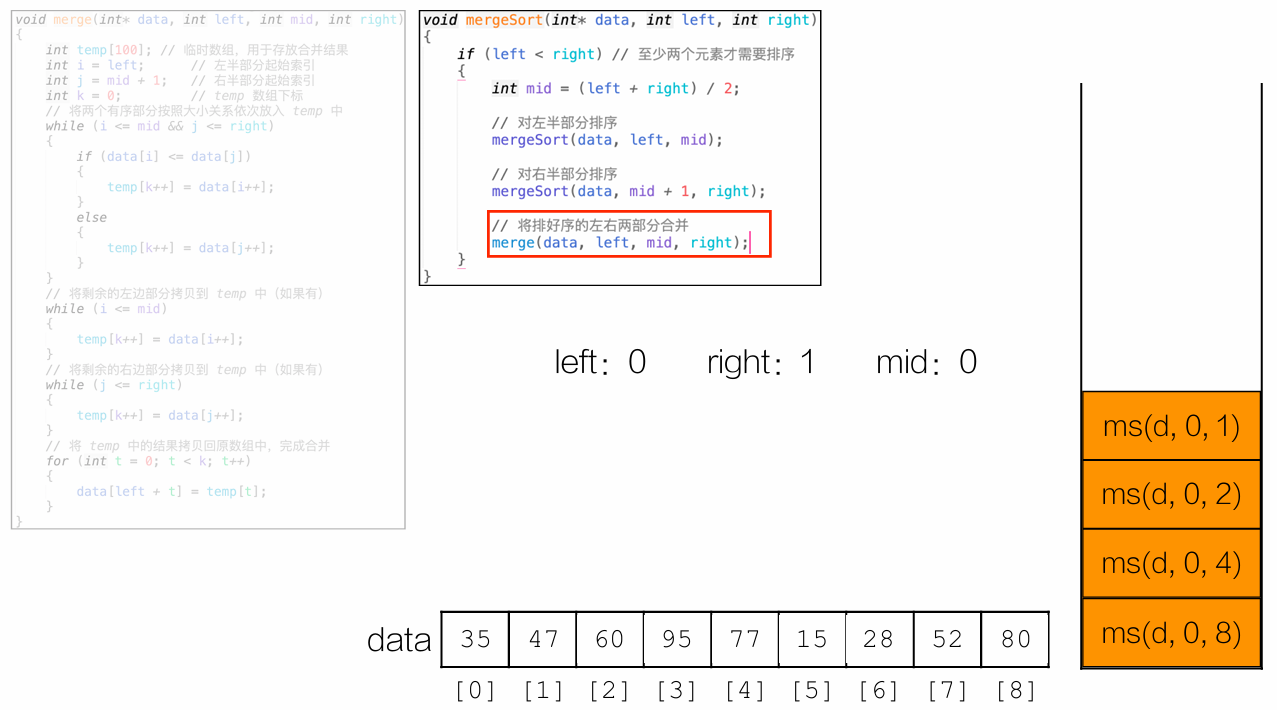 void merge(int* data, int left, int mid, int right)
{
    int temp[100]; // 临时数组，用于存放合并结果
    int i = left;      // 左半部分起始索引
    int j = mid + 1;   // 右半部分起始索引
    int k = 0;         // temp 数组下标
    // 将两个有序部分按照大小关系依次放入 temp 中
    while (i <= mid && j <= right)
    {
        if (data[i] <= data[j])
        {
            temp[k++] = data[i++];
        }
        else
        {
            temp[k++] = data[j++];
        }
    }
    // 将剩余的左边部分拷贝到 temp 中（如果有）
    while (i <= mid)
    {
        temp[k++] = data[i++];
    }
    // 将剩余的右边部分拷贝到 temp 中（如果有）
    while (j <= right)
    {
        temp[k++] = data[j++];
    }
    // 将 temp 中的结果拷贝回原数组中，完成合并
    for (int t = 0; t < k; t++)
    {
        data[left + t] = temp[t];
    }
}
void mergeSort(int* data, int left, int right)
{
    if (left < right) // 至少两个元素才需要排序
    {
        int mid = (left + right) / 2;
        // 对左半部分排序
        mergeSort(data, left, mid);
        // 对右半部分排序
        mergeSort(data, mid + 1, right);
        // 将排好序的左右两部分合并
        merge(data, left, mid, right);
    }
}
left：0 right：1 mid：0
ms(d, 0, 1)
ms(d, 0, 2)
ms(d, 0, 4)
ms(d, 0, 8)
data 35 47 60 95 77 15 28 52 80
[0] [1] [2] [3] [4] [5] [6] [7] [8]